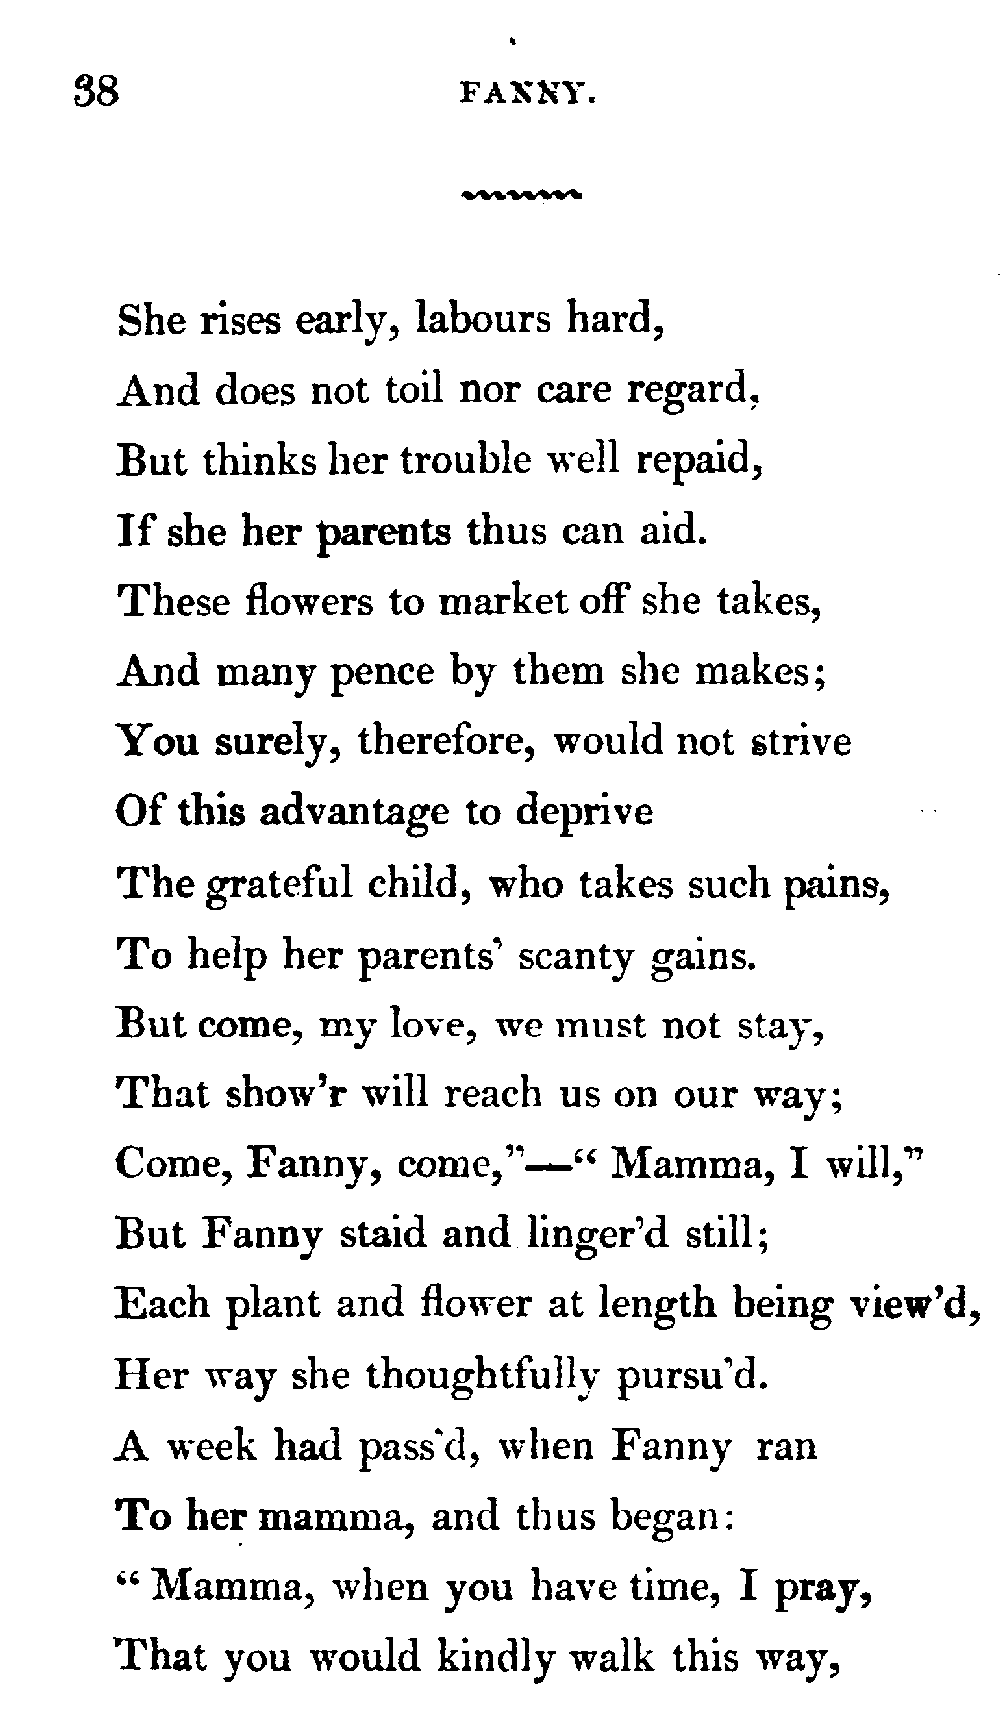 38 FANNY.
She rises early, labours hard,
And does not toil nor care regard,
But thinks her trouble well repaid,
If she her parents thus can aid.
These flowers to market off she takes,
And many pence by them she makes;
You surely, therefore, would not strive
Of this advantage to deprive
The grateful child, who takes such pains,
To help her parents' scanty gains.
But come, my love, we must not stay,
That show'r will reach us on our way;
Come, Fanny, come,"—" Mamma, I will,"
But Fanny staid and linger'd still;
Each plant and flower at length being view'd,
Her way she thoughtfully pursu'd.
A week had pass'd, when Fanny ran
To her mamma, and thus began:
" Mamma, when you have time, I pray,
That you would kindly walk this way,